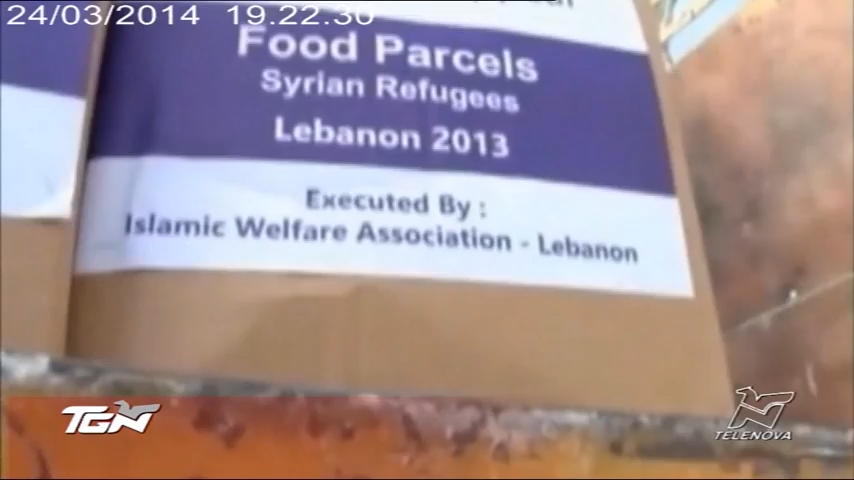 24/03/2014 19.22.30
Food Parcels
Syrian Refugees
Lebanon 2013
Executed By :
Islamic Welfare Association - Lebanon
TGN
TELENOVA